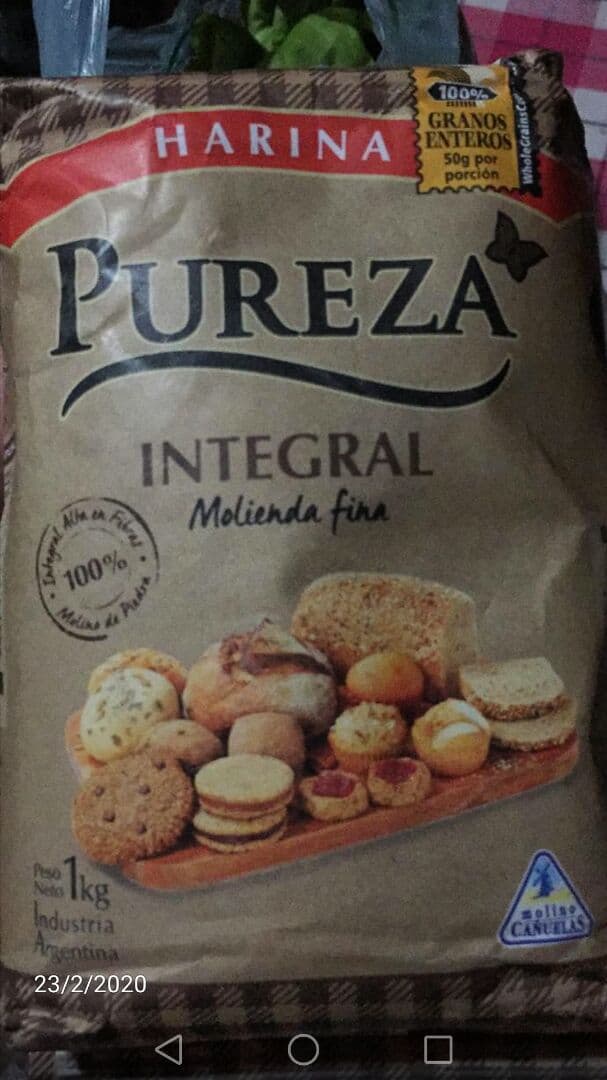 HARINA
100%
GRANOS
ENTEROS
50g por
porción
WholeGrainsC
PUREZA
INTEGRAL
Molienda fina
Integral Alta en Fibras
100%
Molino de Piedra
Peso
Neto 1kg
Industria
Argentina
molino
CAÑUELAS
23/2/2020